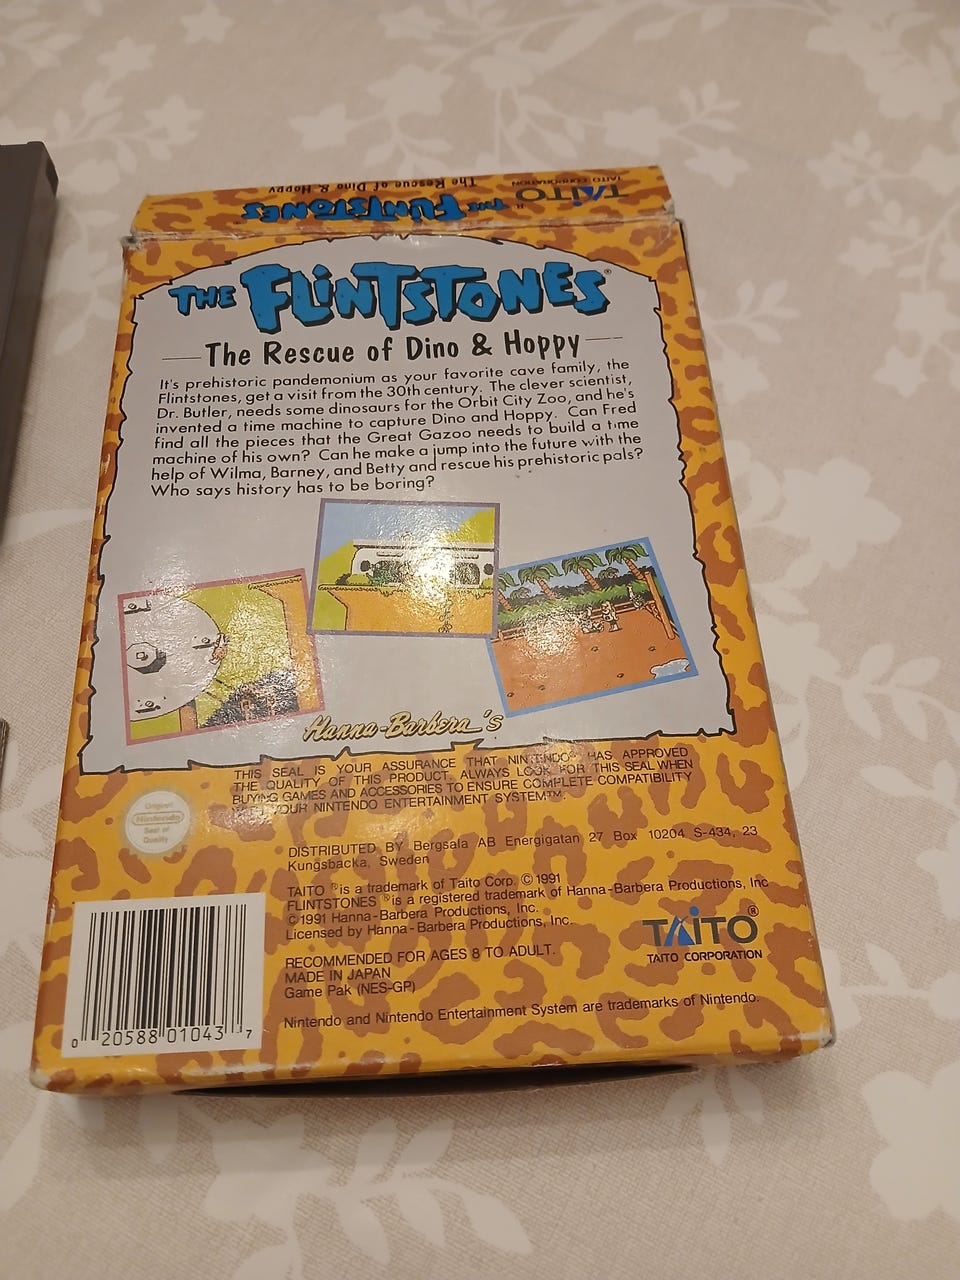 TAITO
TAITO CORPORATION
THE FLINTSTONES
The Rescue of Dino & Hoppy
THE FLINTSTONES®
The Rescue of Dino & Hoppy
It's prehistoric pandemonium as your favorite cave family, the
Flintstones, get a visit from the 30th century. The clever scientist,
Dr. Butler, needs some dinosaurs for the Orbit City Zoo, and he's
invented a time machine to capture Dino and Hoppy. Can Fred
find all the pieces that the Great Gazoo needs to build a time
machine of his own? Can he make a jump into the future with the
help of Wilma, Barney, and Betty and rescue his prehistoric pals?
Who says history has to be boring?
Hanna-Barbera's
THIS SEAL IS YOUR ASSURANCE THAT NINTENDO® HAS APPROVED
THE QUALITY OF THIS PRODUCT. ALWAYS LOOK FOR THIS SEAL WHEN
BUYING GAMES AND ACCESSORIES TO ENSURE COMPLETE COMPATIBILITY
YOUR NINTENDO ENTERTAINMENT SYSTEM™.
Original
Nintendo
Seal of
Quality
DISTRIBUTED BY Bergsala AB Energigatan 27 Box 10204 S-434, 23
Kungsbacka, Sweden
TAITO ® is a trademark of Taito Corp. © 1991
FLINTSTONES ® is a registered trademark of Hanna-Barbera Productions, Inc
© 1991 Hanna-Barbera Productions, Inc.
Licensed by Hanna-Barbera Productions, Inc.
TAITO®
TAITO CORPORATION
RECOMMENDED FOR AGES 8 TO ADULT.
MADE IN JAPAN
Game Pak (NES-GP)
Nintendo and Nintendo Entertainment System are trademarks of Nintendo.
0 20588 01043 7